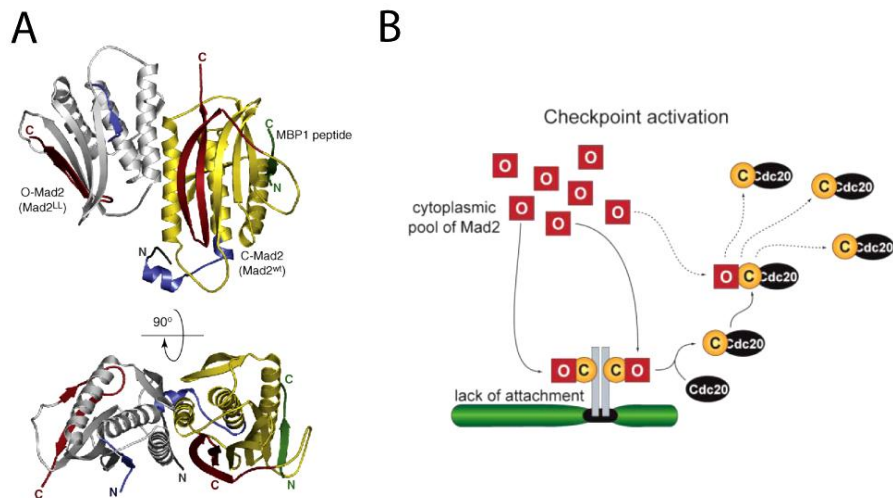 A
C
C
MBP1 peptide
O-Mad2
(Mad2LL)
N
N
C-Mad2
(Mad2wt)
90º
C
N
C
N
C
N
B
Checkpoint activation
cytoplasmic
pool of Mad2
O
O
O
O
O
O
O
C Cdc20
C Cdc20
C Cdc20
O C Cdc20
C Cdc20
O C C O
Cdc20
lack of attachment